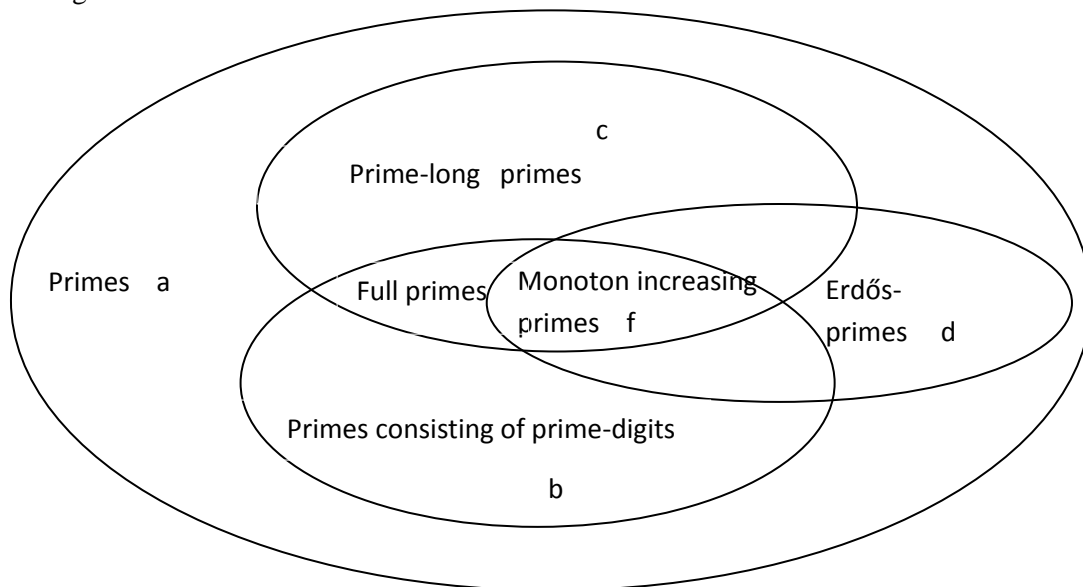 c
Prime-long primes
Primes a
Full primes
Monoton increasing
primes f
Erdős-
primes d
Primes consisting of prime-digits
b